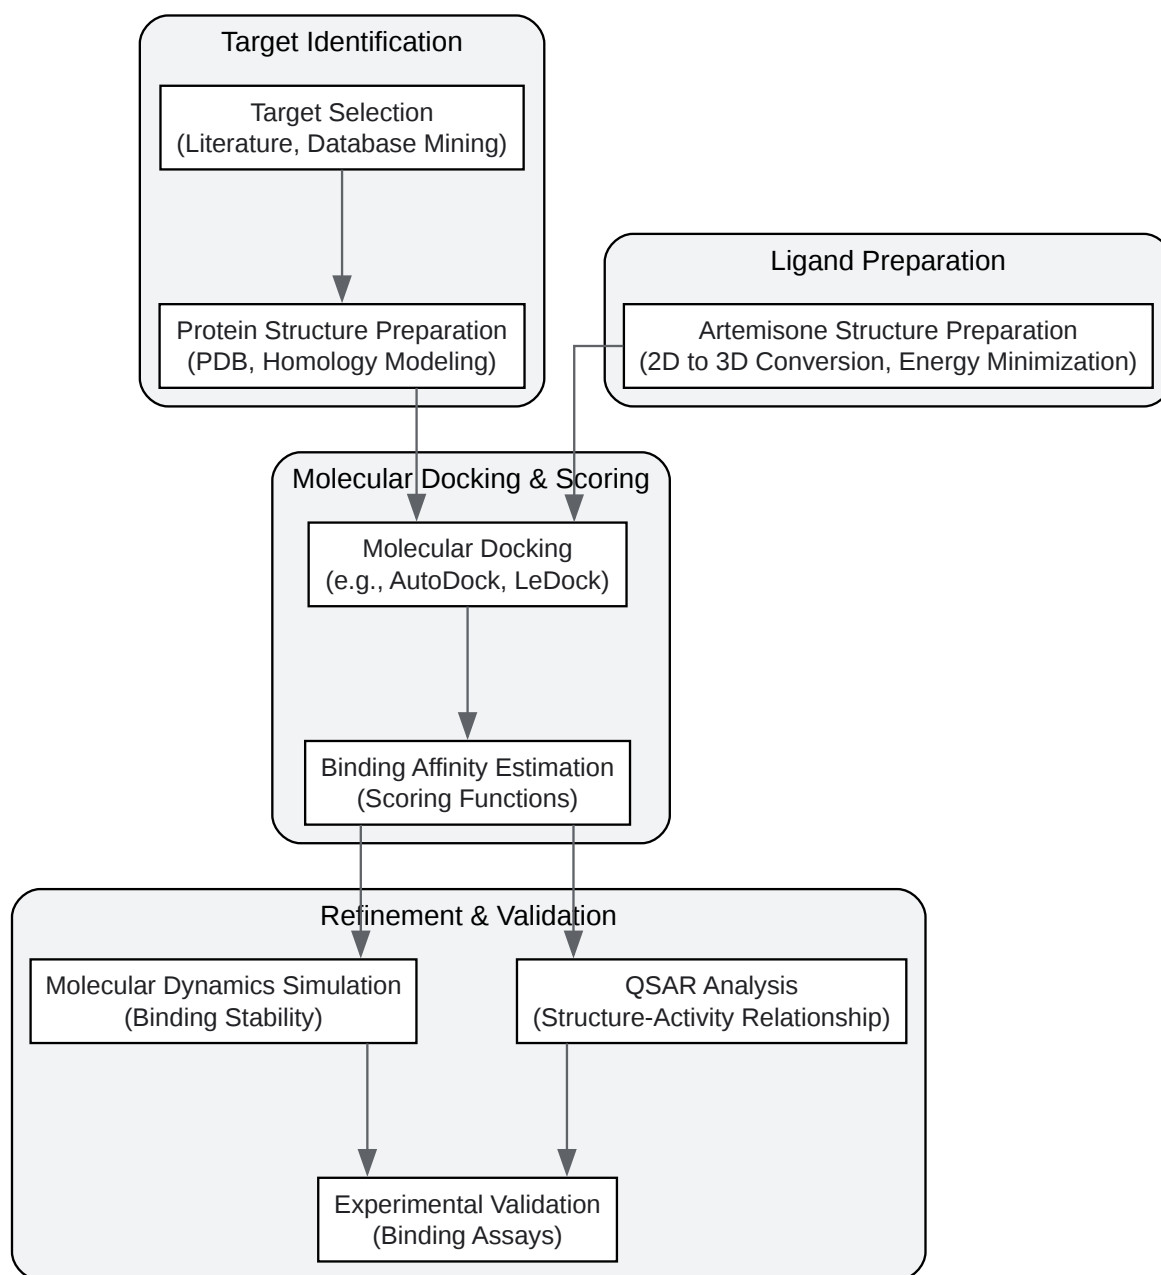 Target Identification
Target Selection
(Literature, Database Mining)
Protein Structure Preparation
(PDB, Homology Modeling)
Ligand Preparation
Artemisone Structure Preparation
(2D to 3D Conversion, Energy Minimization)
Molecular Docking & Scoring
Molecular Docking
(e.g., AutoDock, LeDock)
Binding Affinity Estimation
(Scoring Functions)
Refinement & Validation
Molecular Dynamics Simulation
(Binding Stability)
QSAR Analysis
(Structure-Activity Relationship)
Experimental Validation
(Binding Assays)